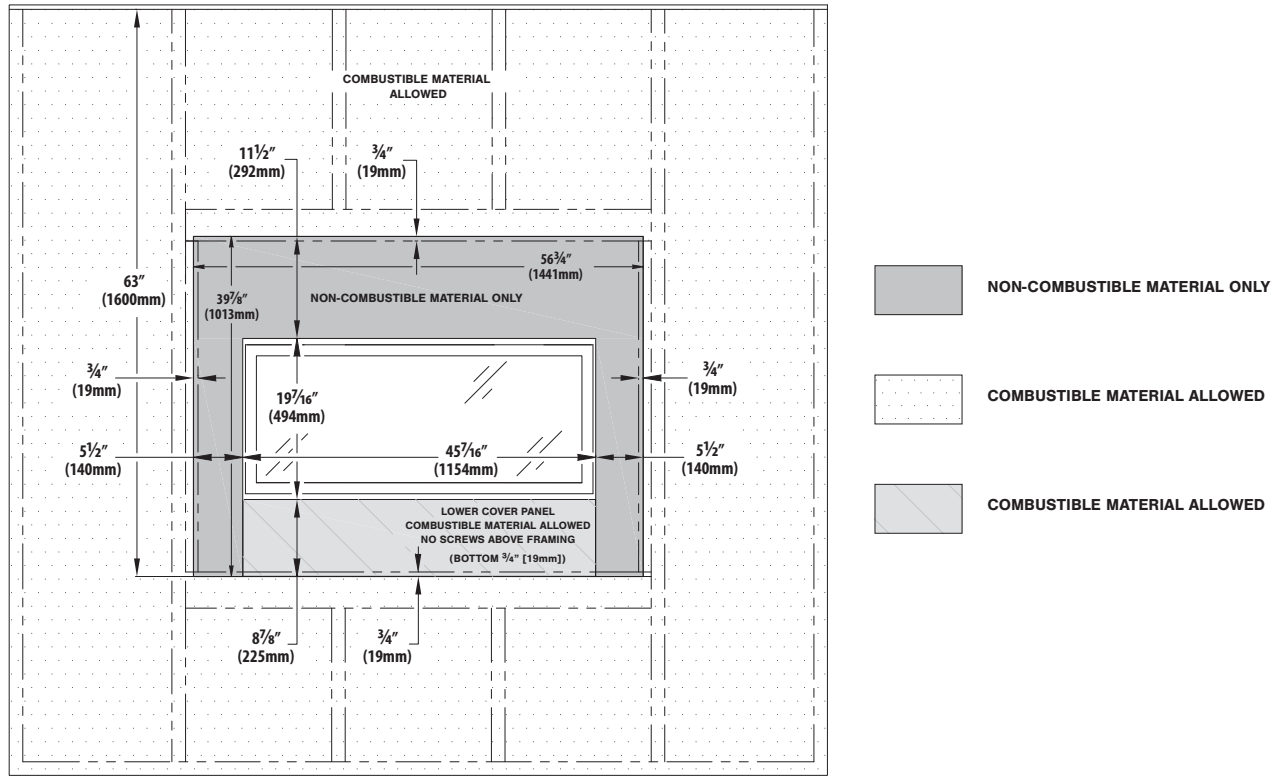 COMBUSTIBLE MATERIAL
ALLOWED
11½"
(292mm)
¾"
(19mm)
56¾"
(1441mm)
63"
(1600mm)
39⅞"
(1013mm)
NON-COMBUSTIBLE MATERIAL ONLY
¾"
(19mm)
19⁷⁄₁₆"
(494mm)
¾"
(19mm)
5½"
(140mm)
45⁷⁄₁₆"
(1154mm)
5½"
(140mm)
LOWER COVER PANEL
COMBUSTIBLE MATERIAL ALLOWED
NO SCREWS ABOVE FRAMING
(BOTTOM ¾" [19mm])
8⅞"
(225mm)
¾"
(19mm)
NON-COMBUSTIBLE MATERIAL ONLY
COMBUSTIBLE MATERIAL ALLOWED
COMBUSTIBLE MATERIAL ALLOWED